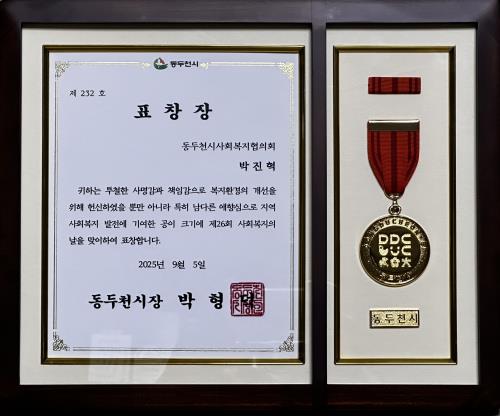 동두천시
제 232 호
표 창 장
동두천시사회복지협의회
박 진 혁
귀하는 투철한 사명감과 책임감으로 복지환경의 개선을
위해 헌신하였을 뿐만 아니라 특히 남다른 애향심으로 지역
사회복지 발전에 기여한 공이 크기에 제26회 사회복지의
날을 맞이하여 표창합니다.
2025년 9월 5일
동두천시장 박 형 덕
DDC
동두천시